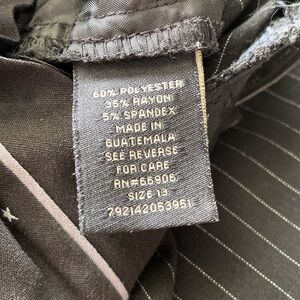 60% POLYESTER
35% RAYON
5% SPANDEX
MADE IN
GUATEMALA
SEE REVERSE
FOR CARE
RN#66906
SIZE 13
792142053951